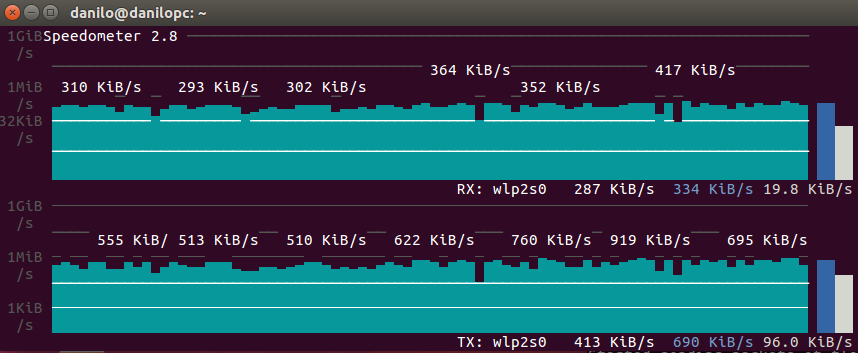 danilo@danilopc: ~
1GiB Speedometer 2.8
/s
364 KiB/s 417 KiB/s
1MiB 310 KiB/s 293 KiB/s 302 KiB/s 352 KiB/s
/s
32KiB
/s
RX: wlp2s0 287 KiB/s 334 KiB/s 19.8 KiB/s
1GiB
/s
555 KiB/ 513 KiB/s 510 KiB/s 622 KiB/s 760 KiB/s 919 KiB/s 695 KiB/s
1MiB
/s
1KiB
/s
TX: wlp2s0 413 KiB/s 690 KiB/s 96.0 KiB/s